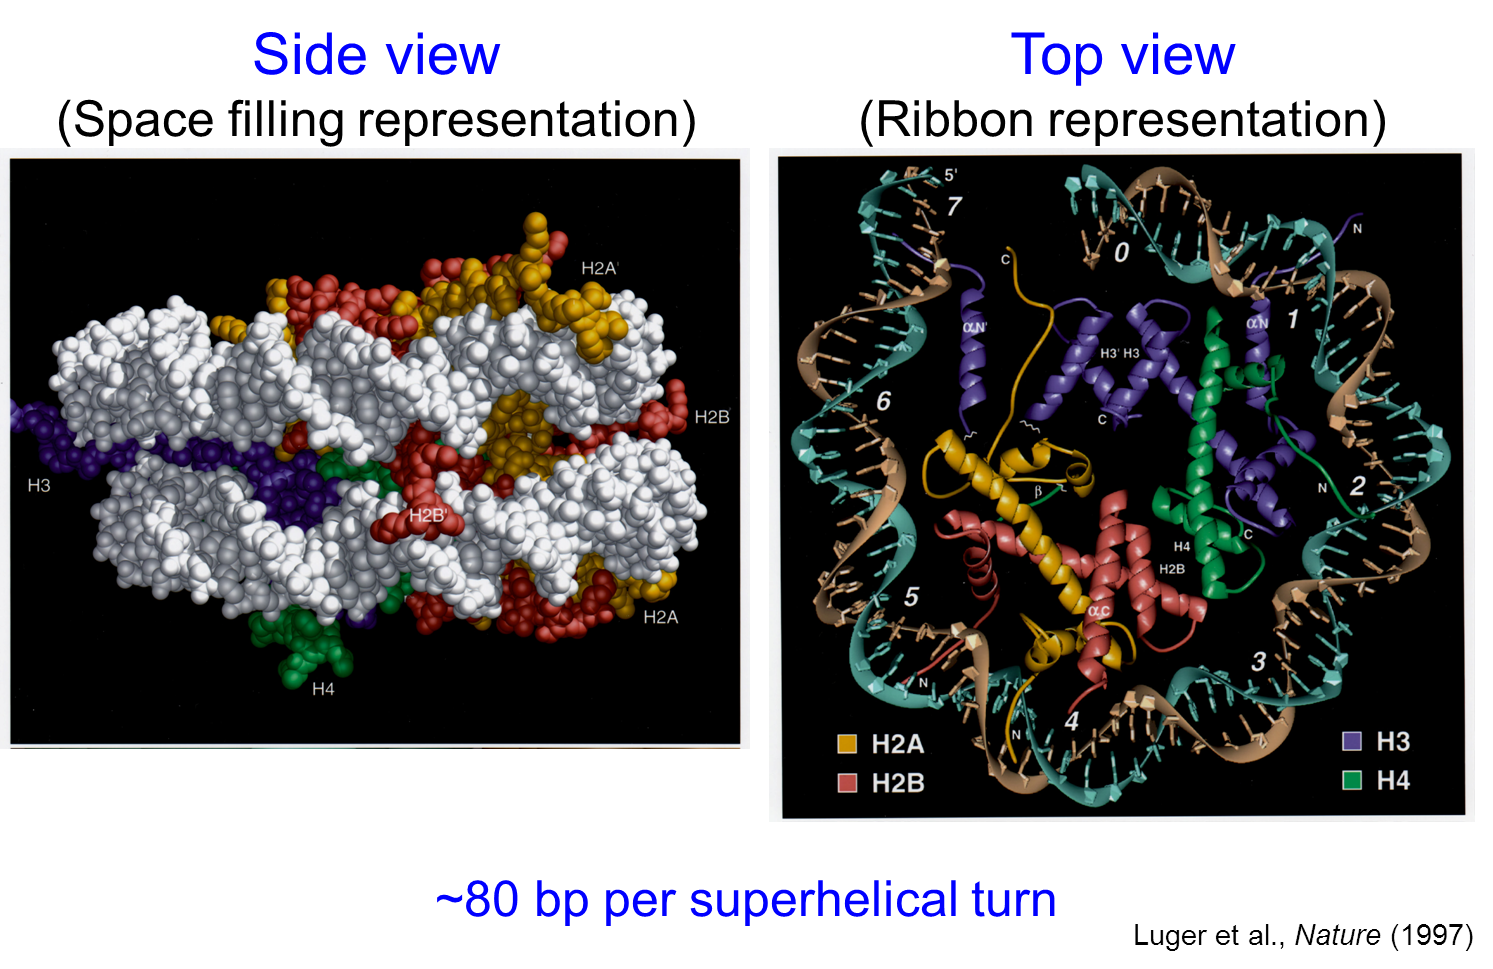 Side view
(Space filling representation)
Top view
(Ribbon representation)
H2A'
H2B
H3
H2B'
H2A
H4
5'
7
0
N
C
αN'
H3' H3
αN
1
6
C
2
N
β
H4
C
H2B
5
αC
3
N
4
N
H2A
H2B
H3
H4
~80 bp per superhelical turn
Luger et al., Nature (1997)